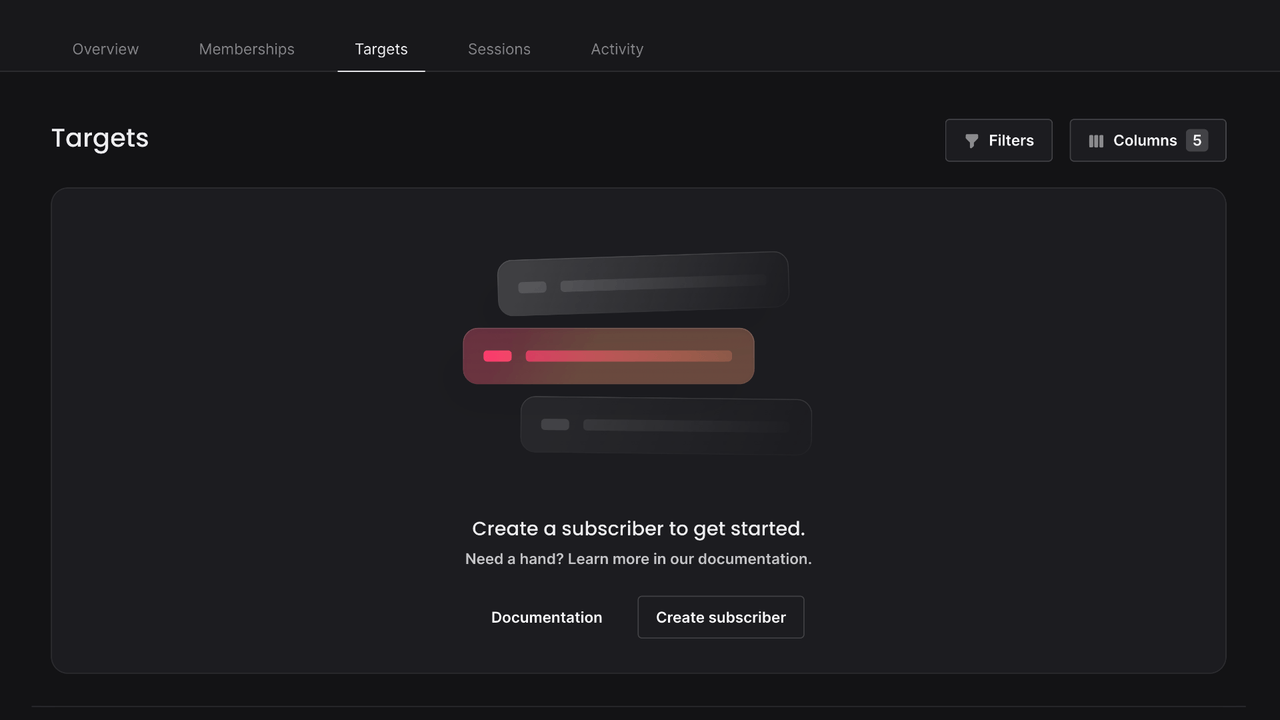 Overview Memberships Targets Sessions Activity
Targets
Filters
Columns 5
Create a subscriber to get started.
Need a hand? Learn more in our documentation.
Documentation
Create subscriber